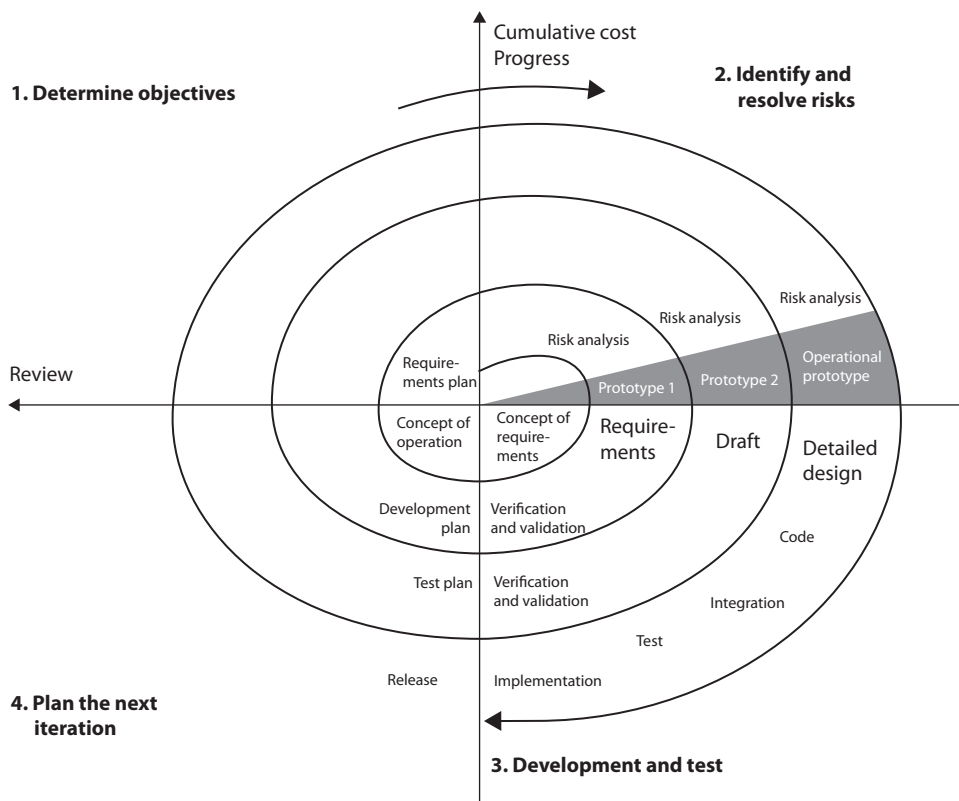 Cumulative cost
Progress
1. Determine objectives
2. Identify and
resolve risks
Risk analysis
Risk analysis
Risk analysis
Require-
ments plan
Operational
prototype
Review
Prototype 1
Prototype 2
Concept of
operation
Concept of
require-
ments
Require-
ments
Draft
Detailed
design
Development
plan
Verification
and validation
Code
Test plan
Verification
and validation
Integration
Test
Release
Implementation
4. Plan the next
iteration
3. Development and test